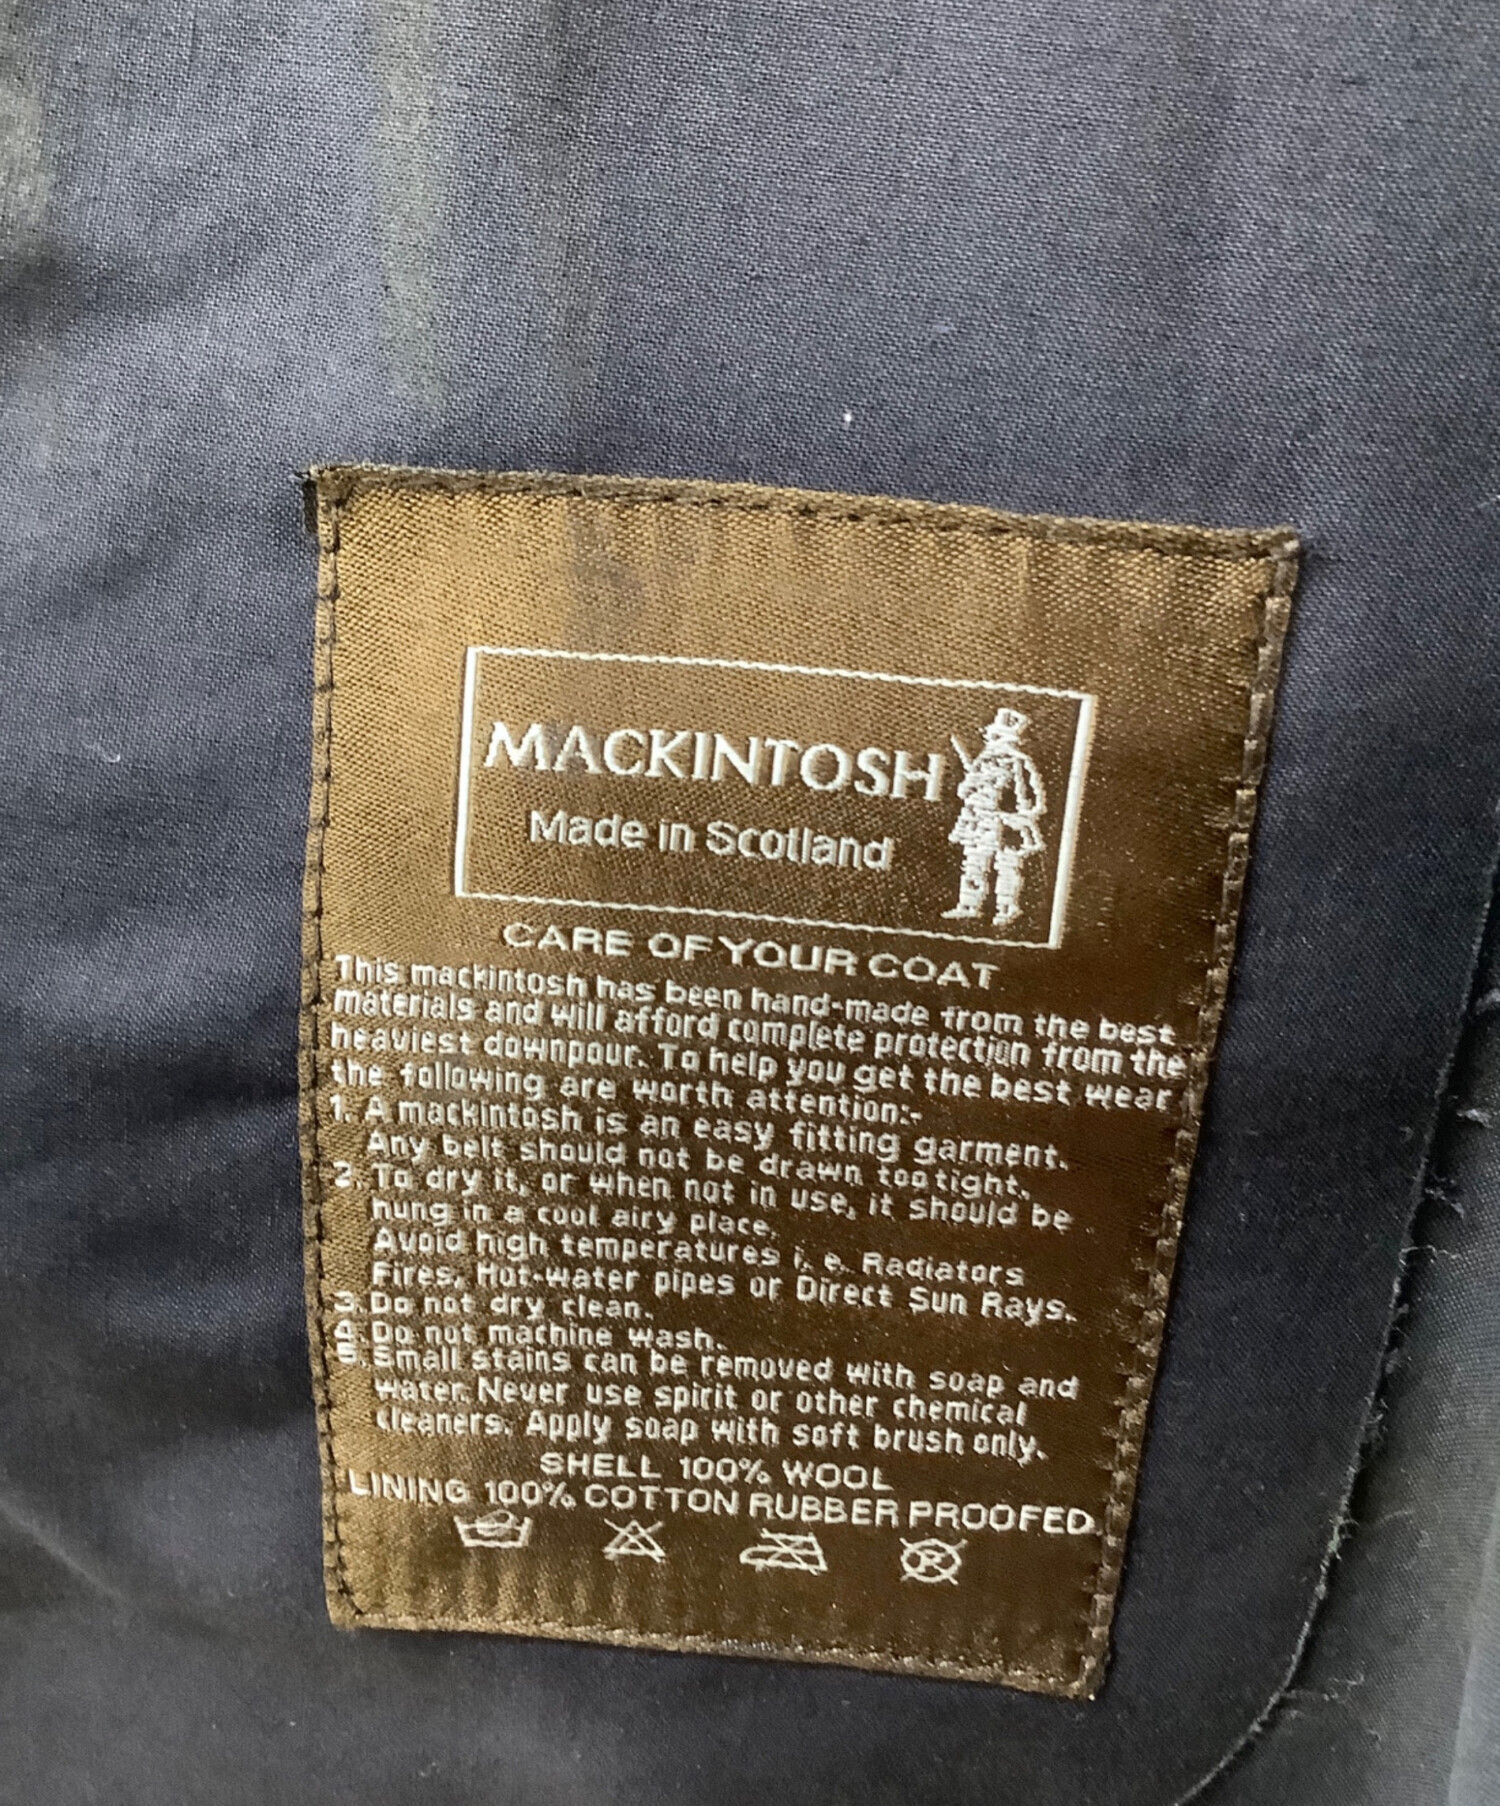 MACKINTOSH
Made in Scotland
CARE OF YOUR COAT
This mackintosh has been hand-made from the best
materials and will afford complete protection from the
heaviest downpour. To help you get the best wear
the following are worth attention:-
1. A mackintosh is an easy fitting garment.
Any belt should not be drawn too tight.
2. To dry it, or when not in use, it should be
hung in a cool airy place.
Avoid high temperatures i. e. Radiators
Fires, Hot-water pipes or Direct Sun Rays.
3. Do not dry clean.
4. Do not machine wash.
5. Small stains can be removed with soap and
water. Never use spirit or other chemical
cleaners. Apply soap with soft brush only.
SHELL 100% WOOL
LINING 100% COTTON RUBBER PROOFED
R